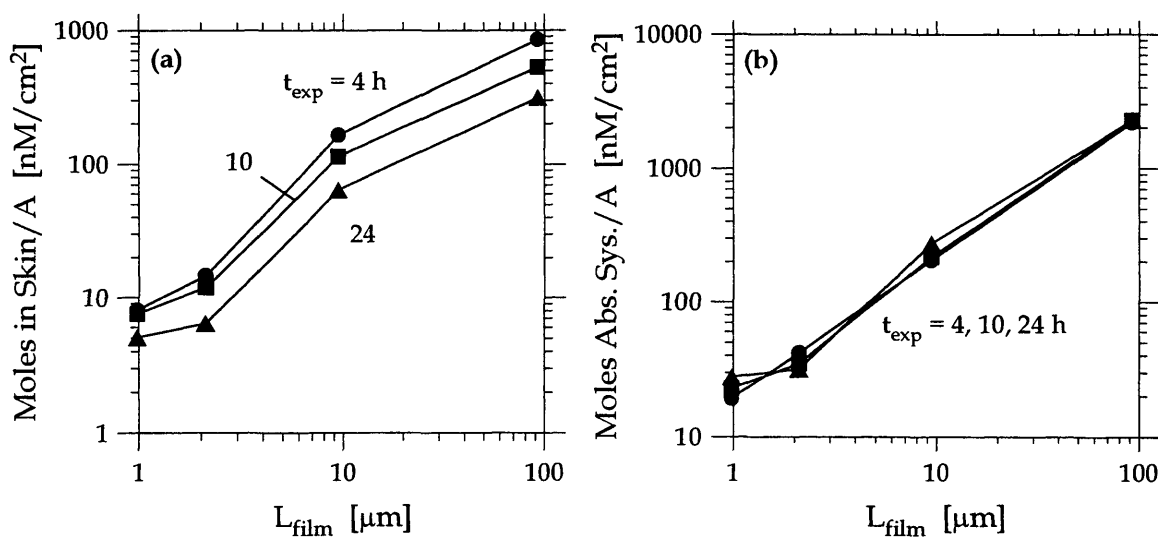 (a)
Moles in Skin/A [nM/cm²]
1000
100
10
1
t_exp = 4 h
10
24
1
10
100
L_film [μm]
(b)
Moles Abs. Sys./A [nM/cm²]
10000
1000
100
10
t_exp = 4, 10, 24 h
1
10
100
L_film [μm]